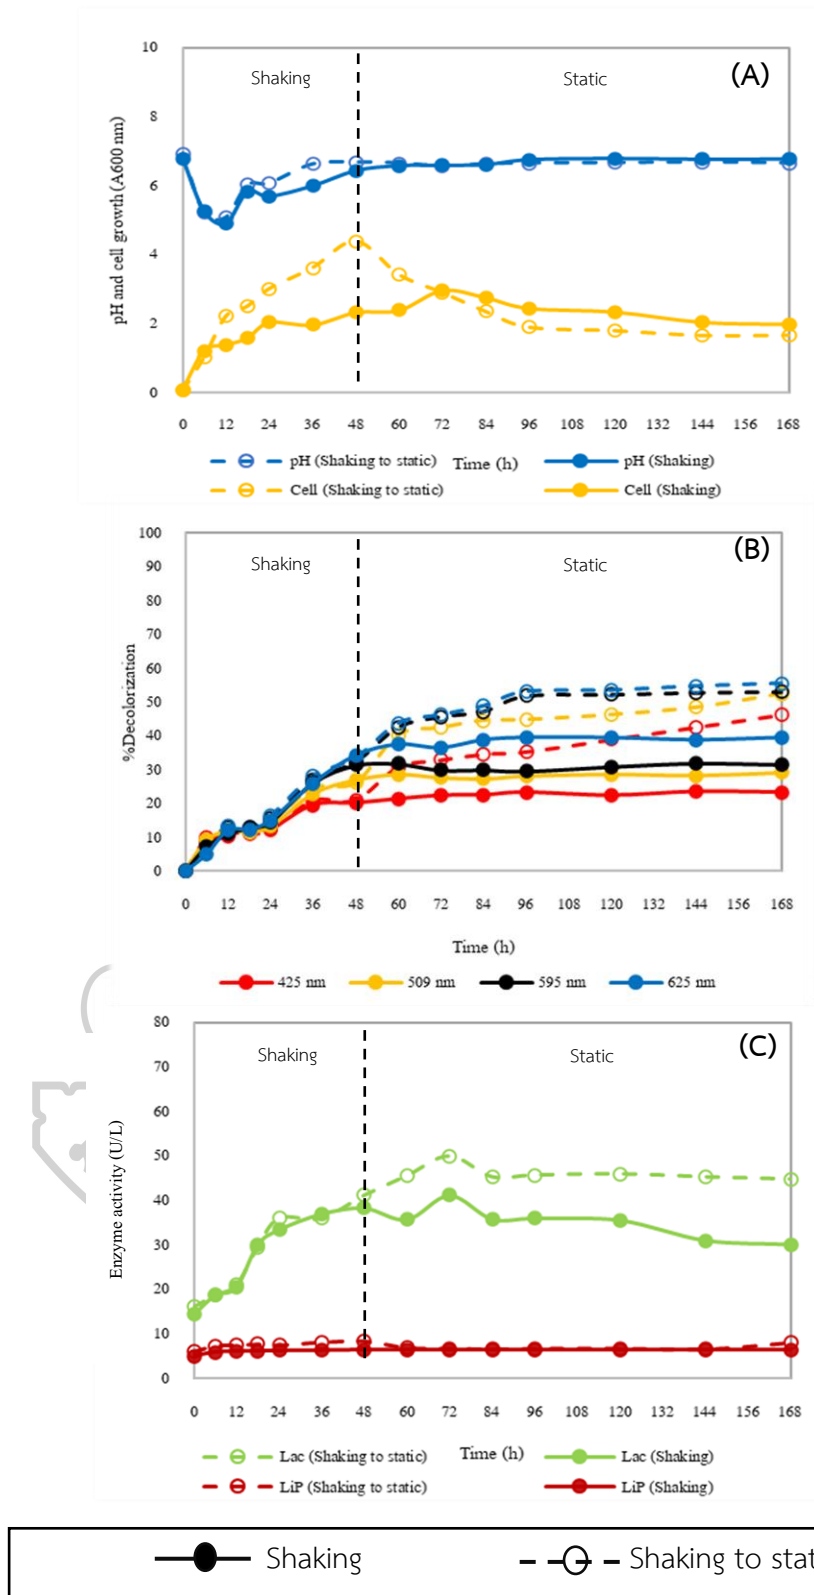 (A)
Shaking
Static
pH and cell growth (A600 nm)
10
8
6
4
2
0
0 12 24 36 48 60 72 84 96 108 120 132 144 156 168
Time (h)
pH (Shaking to static) pH (Shaking)
Cell (Shaking to static) Cell (Shaking)
(B)
Shaking
Static
%Decolorization
100
90
80
70
60
50
40
30
20
10
0
0 12 24 36 48 60 72 84 96 108 120 132 144 156 168
Time (h)
425 nm 509 nm 595 nm 625 nm
(C)
Shaking
Static
Enzyme activity (U/L)
80
70
60
50
40
30
20
10
0
0 12 24 36 48 60 72 84 96 108 120 132 144 156 168
Time (h)
Lac (Shaking to static) Lac (Shaking)
LiP (Shaking to static) LiP (Shaking)
Shaking Shaking to stat